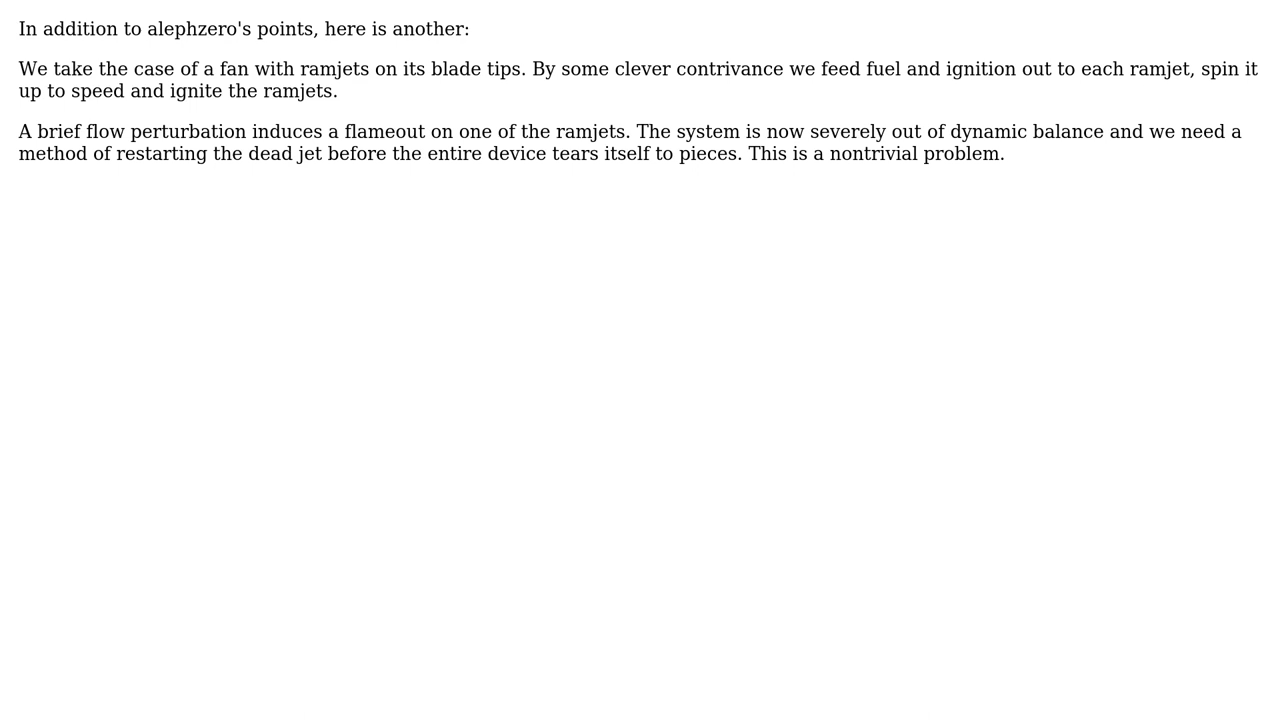 In addition to alephzero's points, here is another:
We take the case of a fan with ramjets on its blade tips. By some clever contrivance we feed fuel and ignition out to each ramjet, spin it
up to speed and ignite the ramjets.
A brief flow perturbation induces a flameout on one of the ramjets. The system is now severely out of dynamic balance and we need a
method of restarting the dead jet before the entire device tears itself to pieces. This is a nontrivial problem.